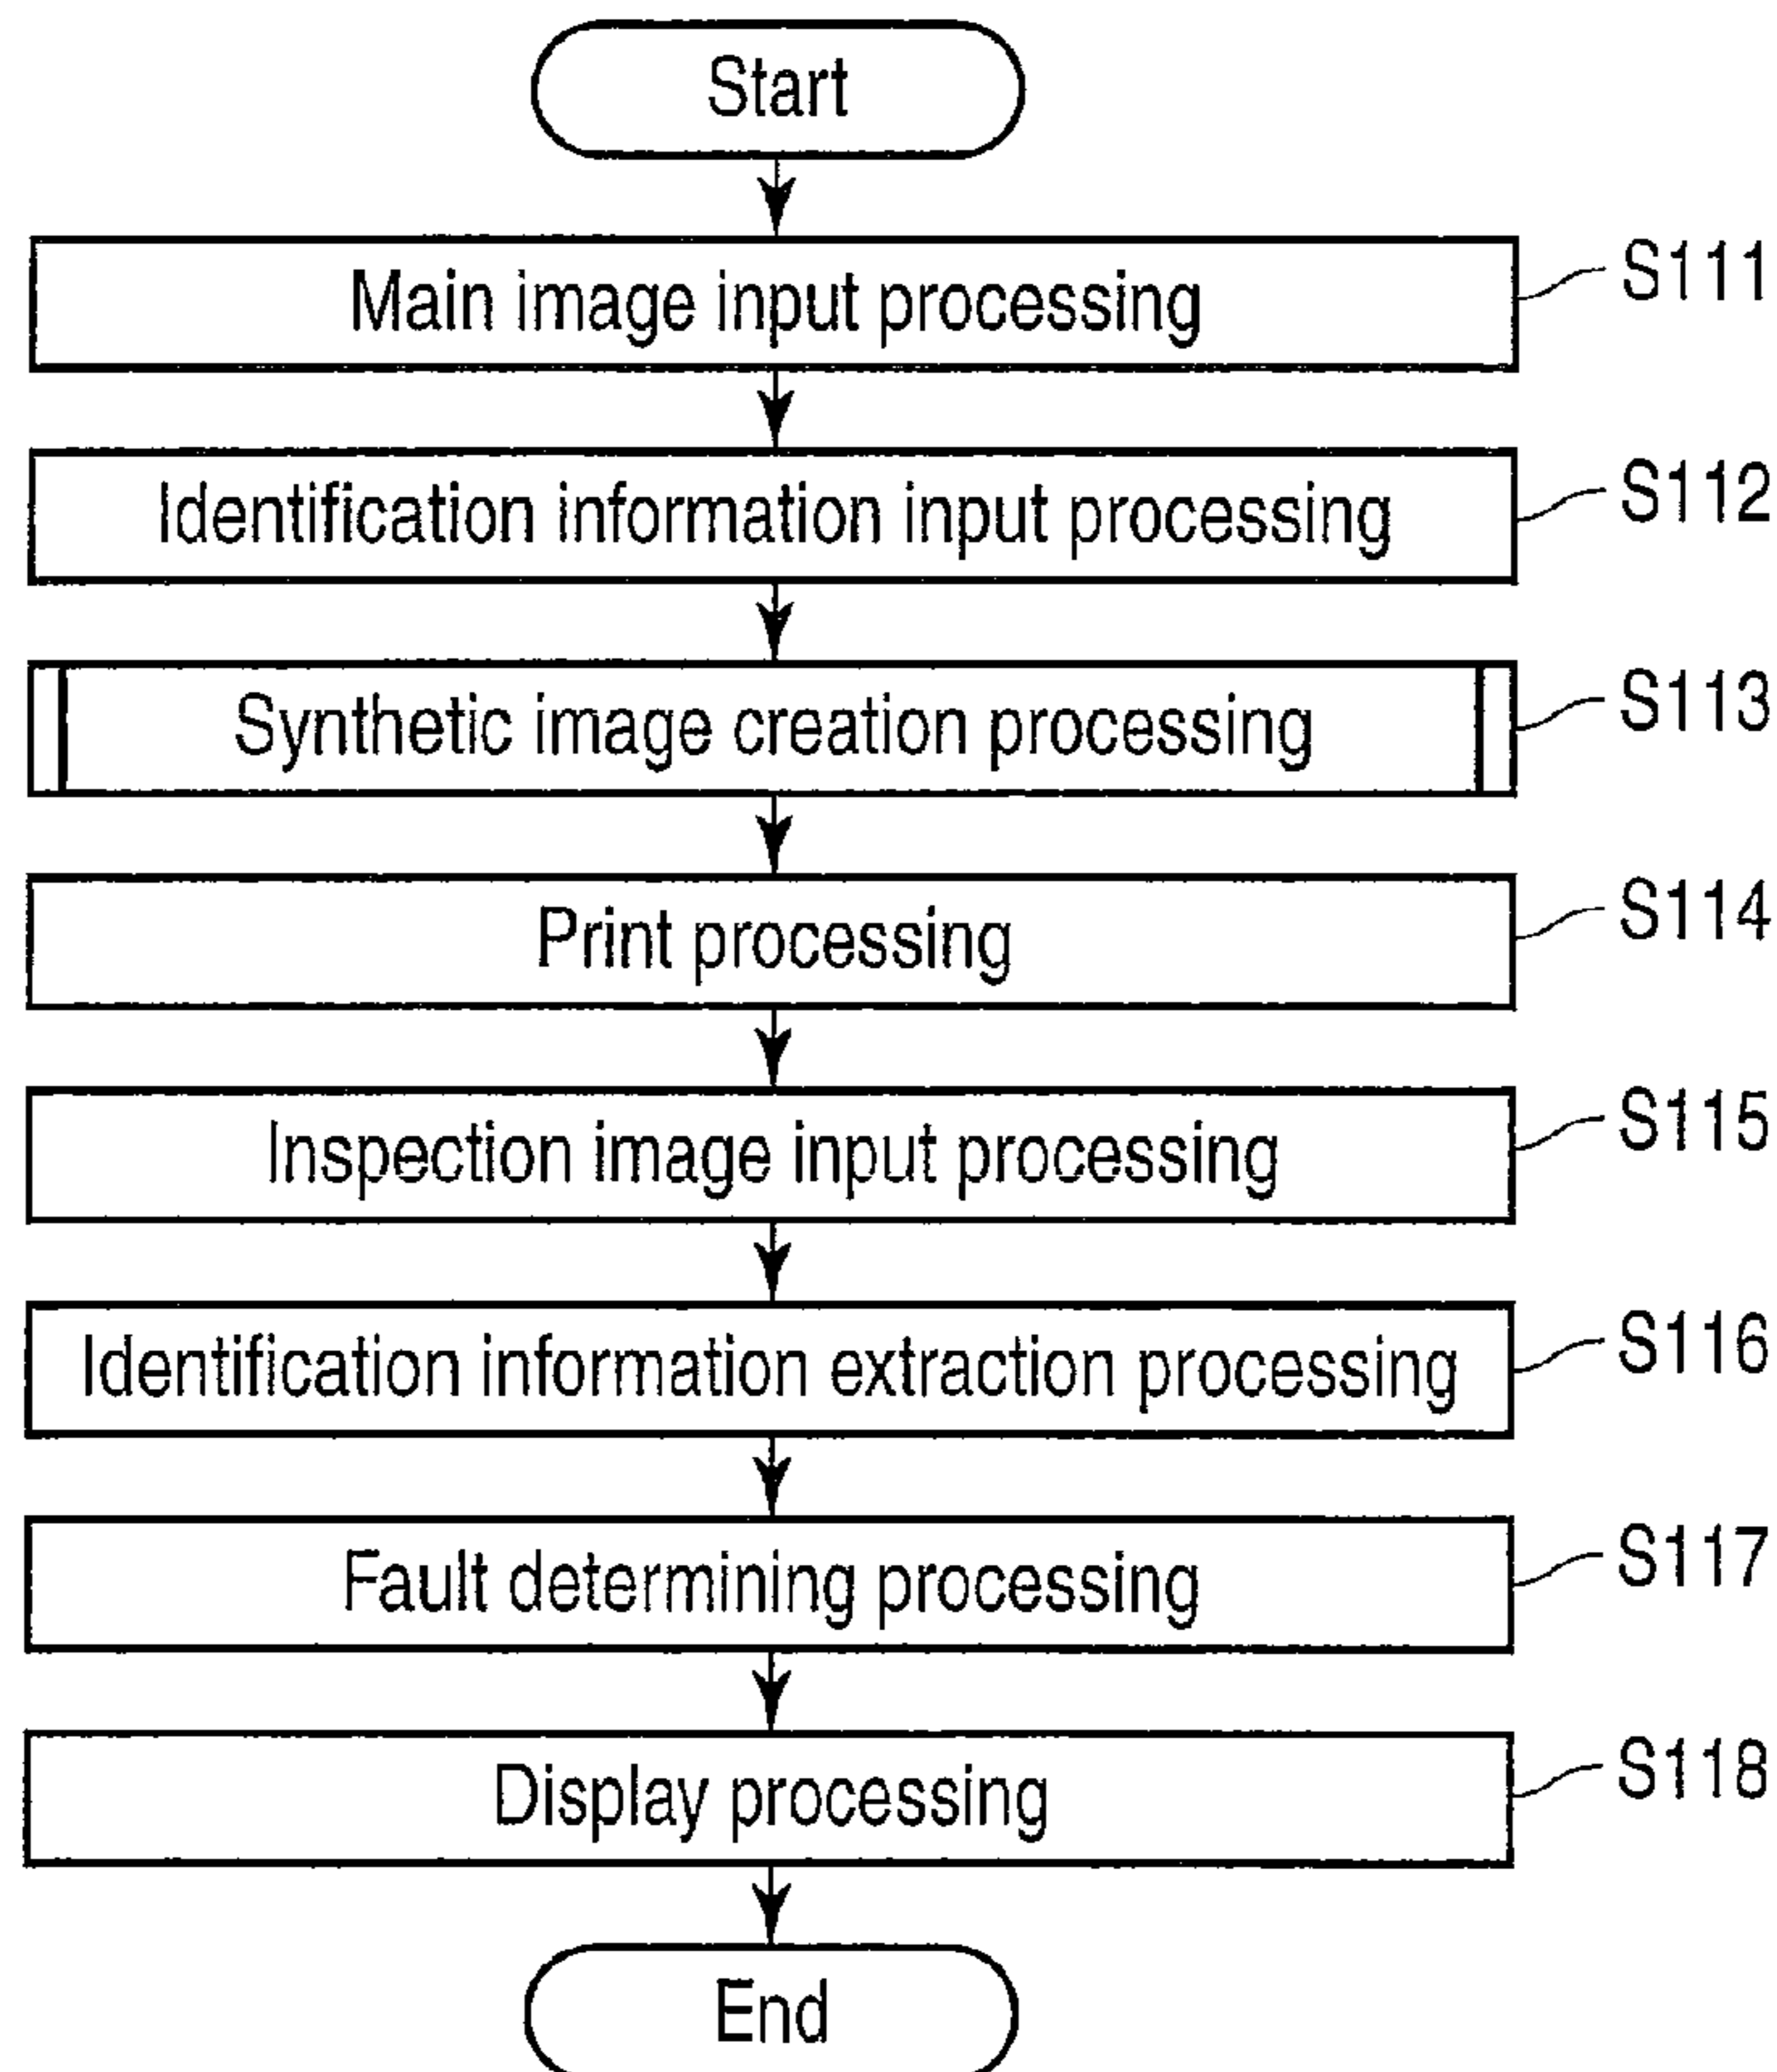 Start
Main image input processing S111
Identification information input processing S112
Synthetic image creation processing S113
Print processing S114
Inspection image input processing S115
Identification information extraction processing S116
Fault determining processing S117
Display processing S118
End